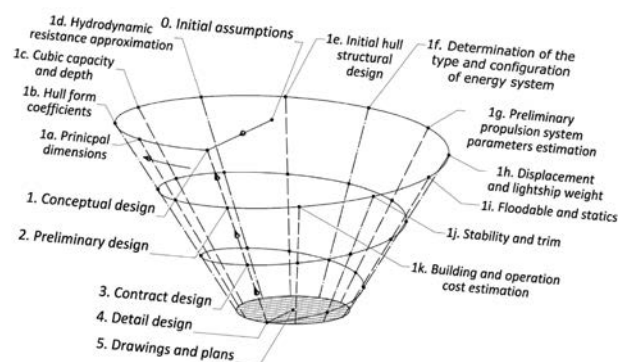 0. Initial assumptions
1d. Hydrodynamic
resistance approximation
1c. Cubic capacity
and depth
1b. Hull form
coefficients
1a. Prinicpal
dimensions
1. Conceptual design
2. Preliminary design
3. Contract design
4. Detail design
5. Drawings and plans
1e. Initial hull
structural
design
1f. Determination of the
type and configuration
of energy system
1g. Preliminary
propulsion system
parameters estimation
1h. Displacement
and lightship weight
1i. Floodable and statics
1j. Stability and trim
1k. Building and operation
cost estimation